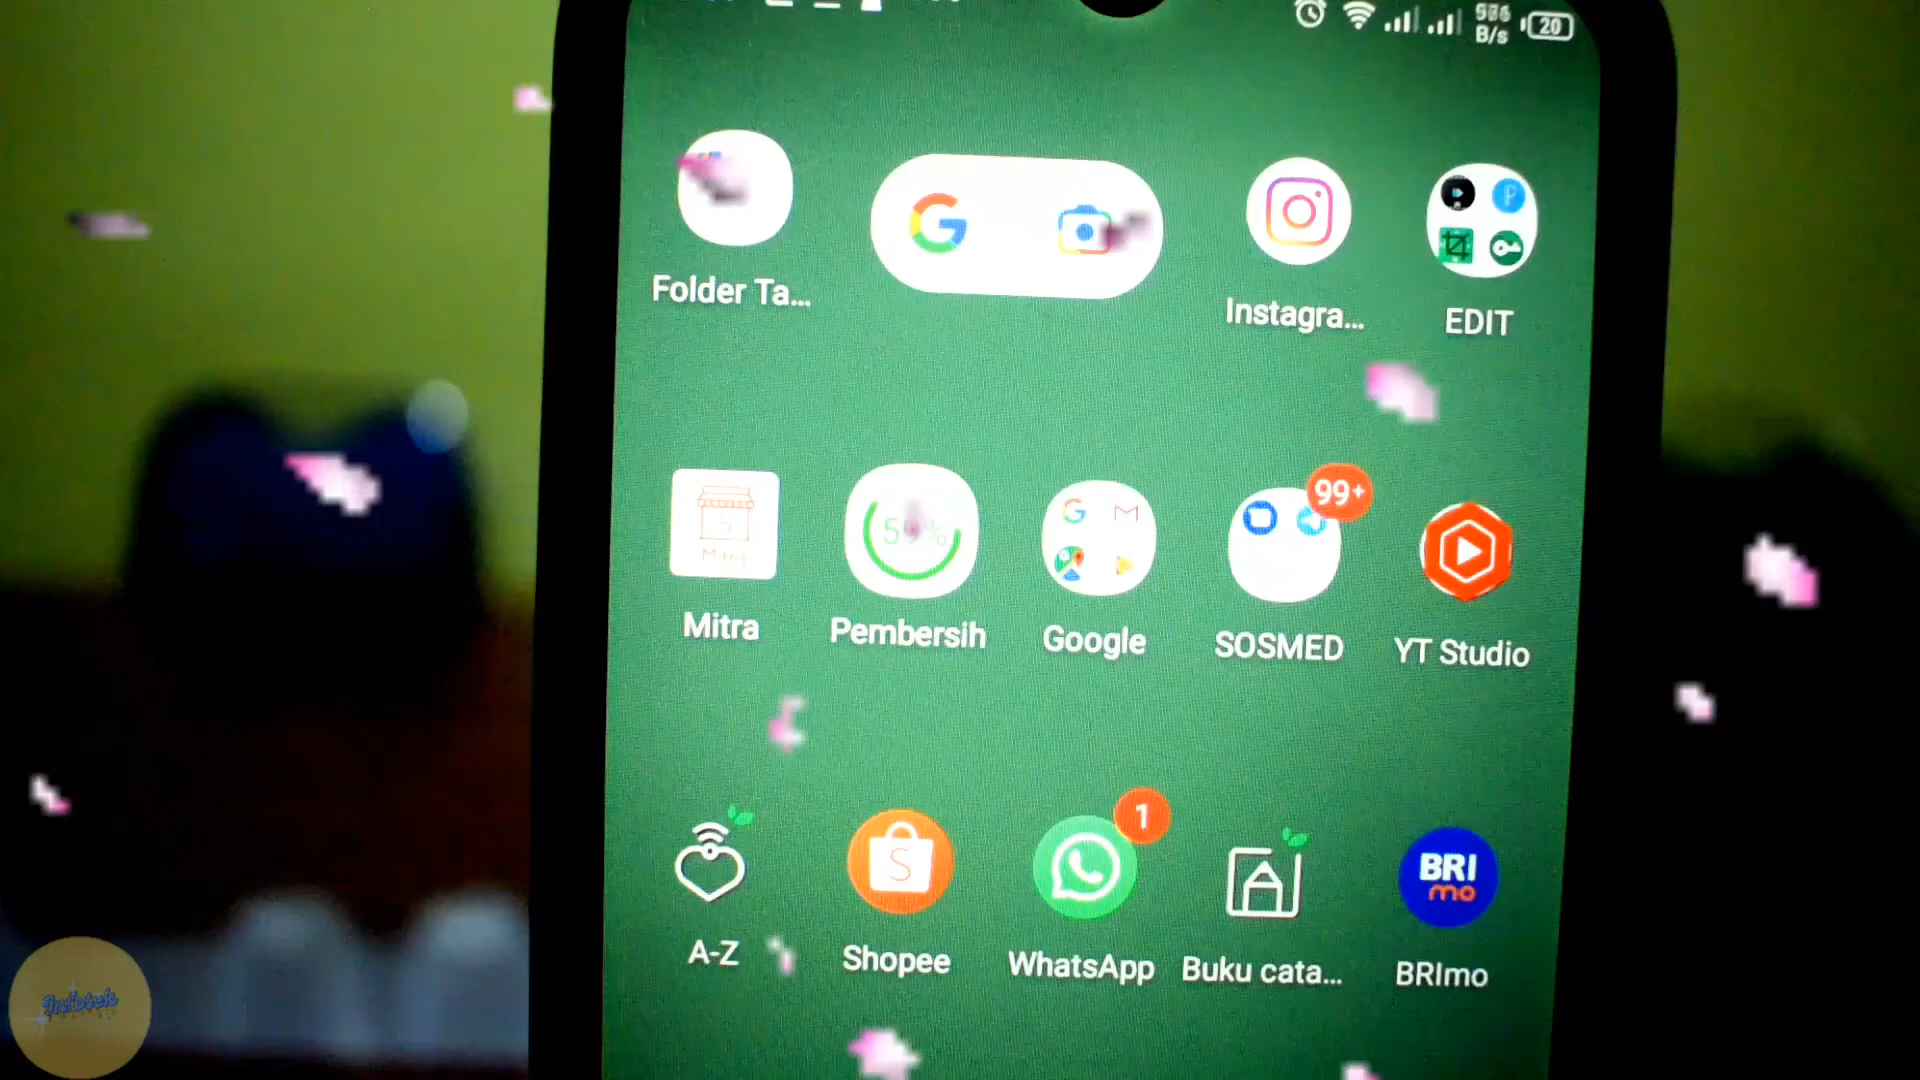 976
B/s
20
Folder Ta...
Instagra...
EDIT
99+
Mitra
Pembersih
Google
SOSMED
YT Studio
1
BRI
mo
A-Z
Shopee
WhatsApp
Buku cata...
BRImo